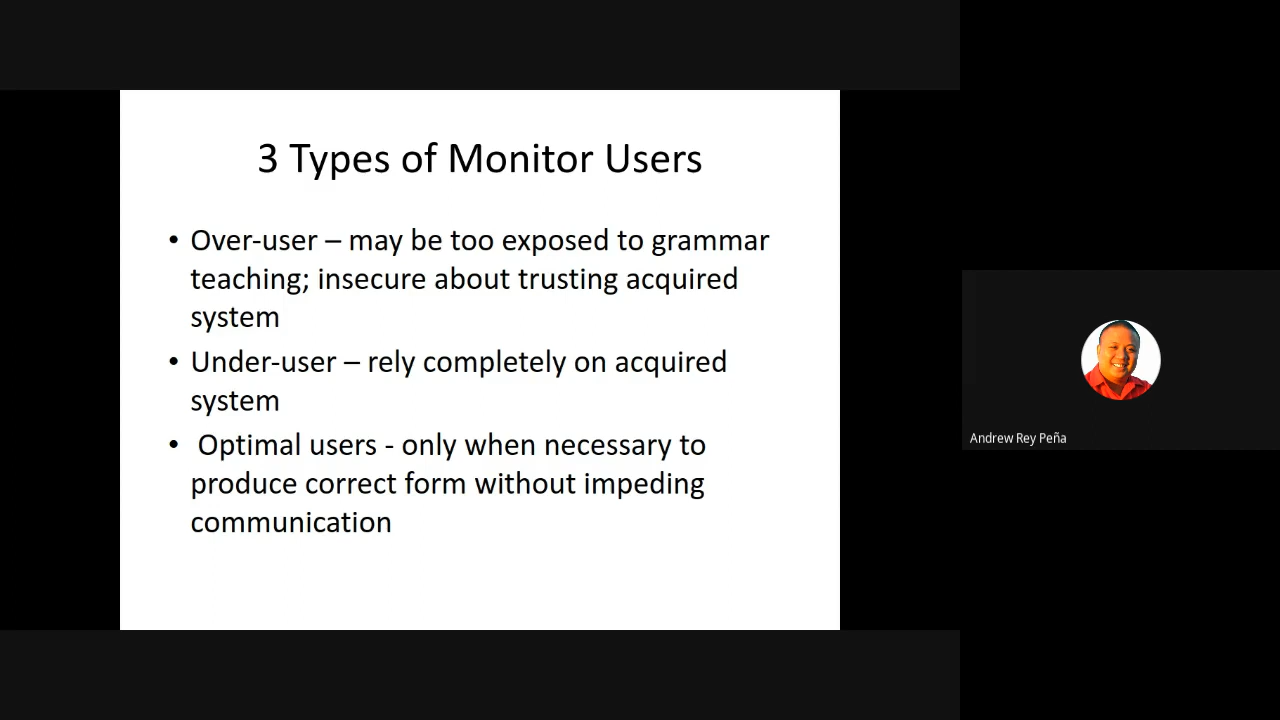 3 Types of Monitor Users
• Over-user – may be too exposed to grammar
teaching; insecure about trusting acquired
system
• Under-user – rely completely on acquired
system
• Optimal users - only when necessary to
produce correct form without impeding
communication
Andrew Rey Peña